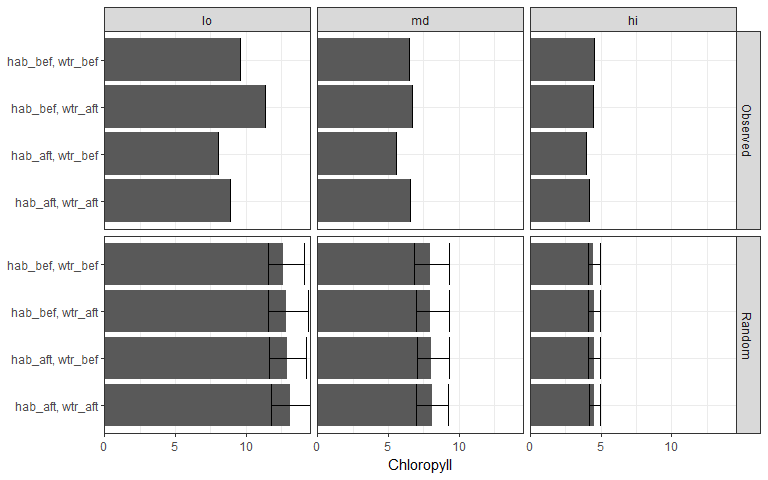 lo
md
hi
hab_bef, wtr_bef
hab_bef, wtr_aft
hab_aft, wtr_bef
hab_aft, wtr_aft
Observed
hab_bef, wtr_bef
hab_bef, wtr_aft
hab_aft, wtr_bef
hab_aft, wtr_aft
Random
0 5 10 0 5 10 0 5 10
Chloropyll